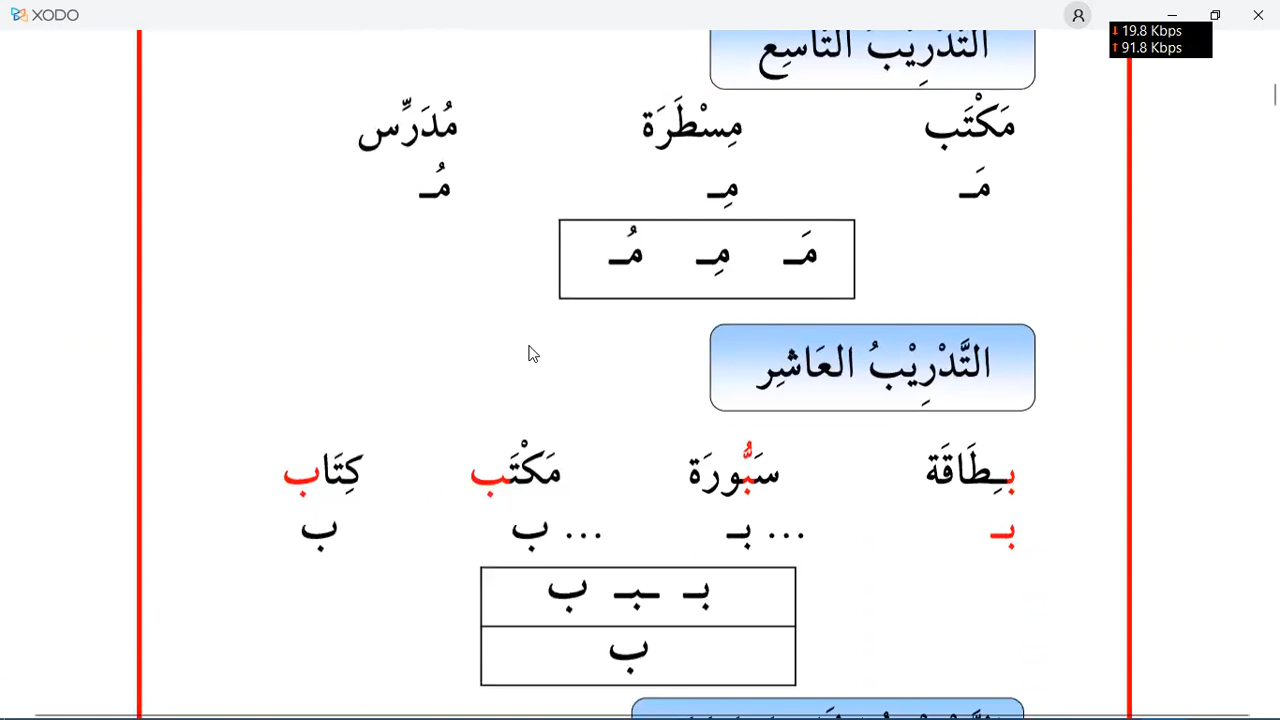 XODO
19.8 Kbps
91.8 Kbps
التَّدْرِيْبُ التَّاسِع
مَكْتَب مِسْطَرَة مُدَرِّس
مَـ مِـ مُـ
مَـ مِـ مُـ
التَّدْرِيْبُ العَاشِر
بِـطَاقَة سَبُّورَة مَكْتَب كِتَاب
بـ ... بـ ... ب ب
بـ ـبـ ب
ب